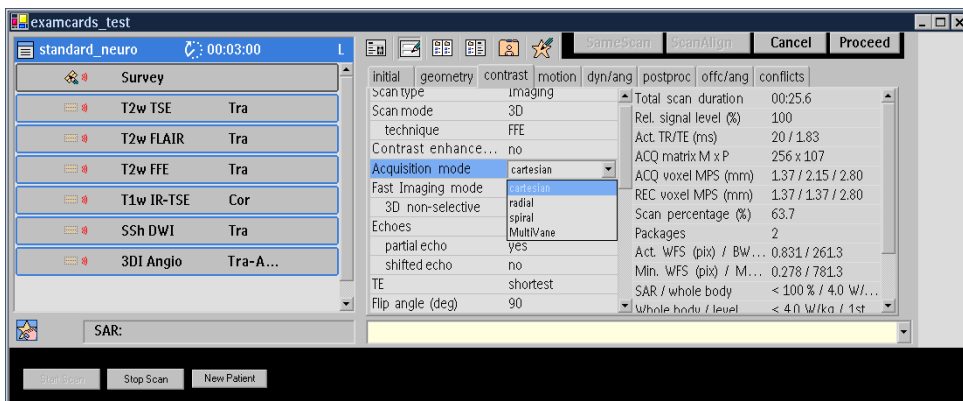 examcards_test
standard_neuro 00:03:00 L
SameScan ScanAlign Cancel Proceed
Survey
T2w TSE Tra
T2w FLAIR Tra
T2w FFE Tra
T1w IR-TSE Cor
SSh DWI Tra
3DI Angio Tra-A...
SAR:
initial geometry contrast motion dyn/ang postproc offc/ang conflicts
Scan type Imaging
Scan mode 3D
technique FFE
Contrast enhance... no
Acquisition mode cartesian
Fast Imaging mode cartesian
3D non-selective radial
spiral
Echoes MultiVane
partial echo yes
shifted echo no
TE shortest
Flip angle (deg) 90
Total scan duration 00:25.6
Rel. signal level (%) 100
Act. TR/TE (ms) 20 / 1.83
ACQ matrix M x P 256 x 107
ACQ voxel MPS (mm) 1.37 / 2.15 / 2.80
REC voxel MPS (mm) 1.37 / 1.37 / 2.80
Scan percentage (%) 63.7
Packages 2
Act. WFS (pix) / BW... 0.831 / 261.3
Min. WFS (pix) / M... 0.278 / 781.3
SAR / whole body < 100 % / 4.0 W/...
Whole body / level < 4.0 W/kg / 1st
Start Scan Stop Scan New Patient